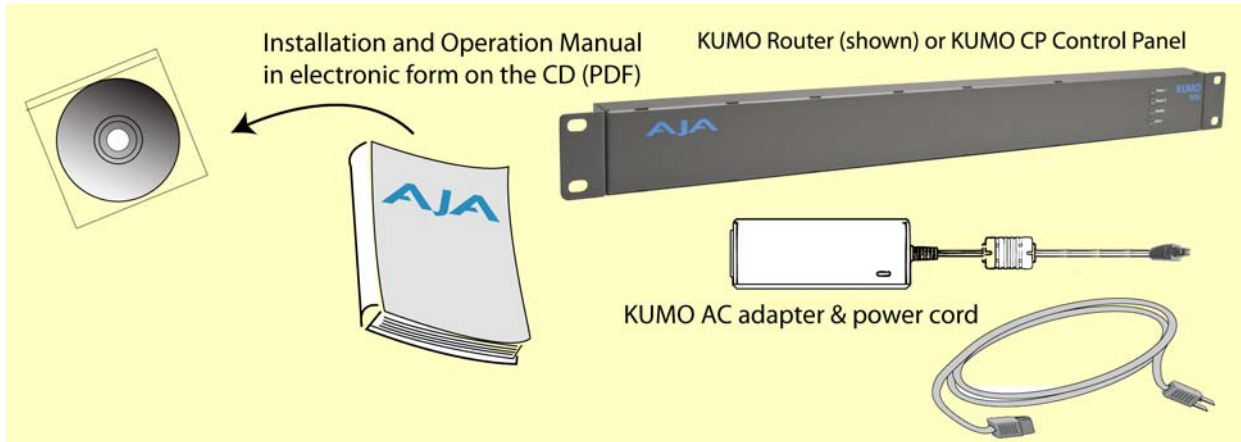 Installation and Operation Manual
in electronic form on the CD (PDF)
KUMO Router (shown) or KUMO CP Control Panel
AJA
KUMO
AJA
KUMO AC adapter & power cord